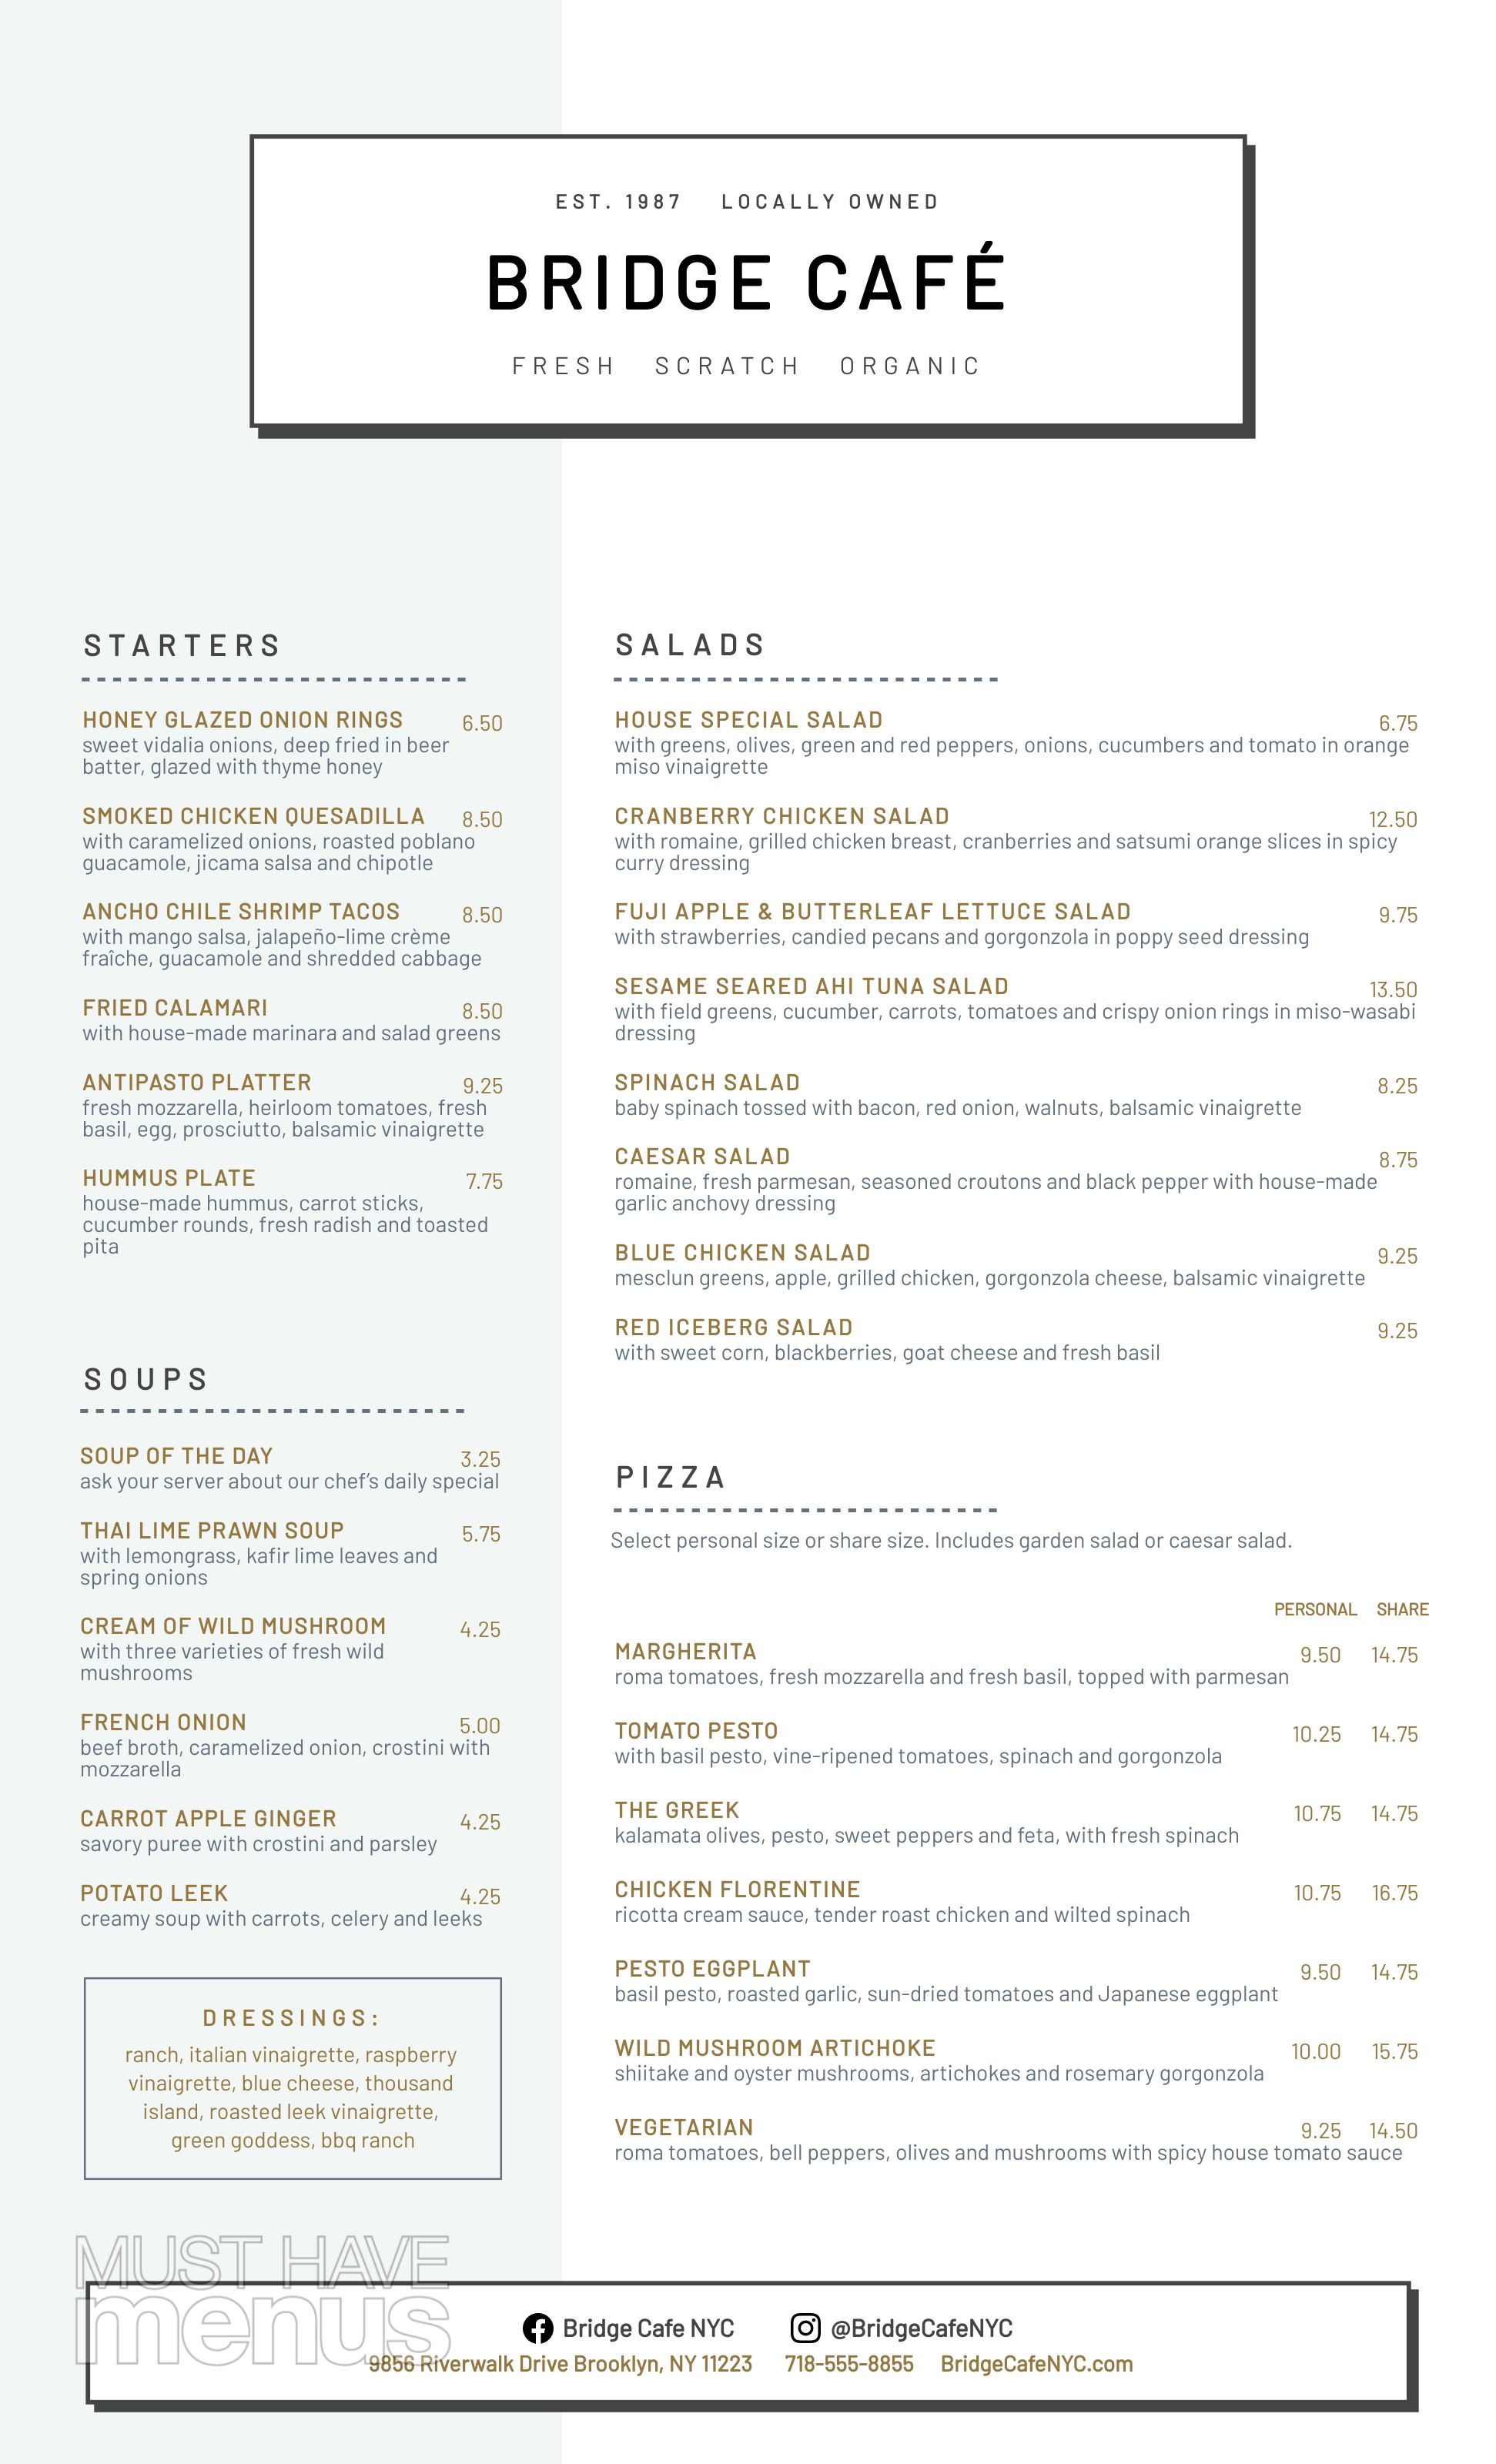 EST. 1987 LOCALLY OWNED
BRIDGE CAFÉ
FRESH SCRATCH ORGANIC
STARTERS
HONEY GLAZED ONION RINGS 6.50
sweet vidalia onions, deep fried in beer
batter, glazed with thyme honey
SMOKED CHICKEN QUESADILLA 8.50
with caramelized onions, roasted poblano
guacamole, jicama salsa and chipotle
ANCHO CHILE SHRIMP TACOS 8.50
with mango salsa, jalapeño-lime crème
fraîche, guacamole and shredded cabbage
FRIED CALAMARI 8.50
with house-made marinara and salad greens
ANTIPASTO PLATTER 9.25
fresh mozzarella, heirloom tomatoes, fresh
basil, egg, prosciutto, balsamic vinaigrette
HUMMUS PLATE 7.75
house-made hummus, carrot sticks,
cucumber rounds, fresh radish and toasted
pita
SOUPS
SOUP OF THE DAY 3.25
ask your server about our chef's daily special
THAI LIME PRAWN SOUP 5.75
with lemongrass, kafir lime leaves and
spring onions
CREAM OF WILD MUSHROOM 4.25
with three varieties of fresh wild
mushrooms
FRENCH ONION 5.00
beef broth, caramelized onion, crostini with
mozzarella
CARROT APPLE GINGER 4.25
savory puree with crostini and parsley
POTATO LEEK 4.25
creamy soup with carrots, celery and leeks
DRESSINGS:
ranch, italian vinaigrette, raspberry
vinaigrette, blue cheese, thousand
island, roasted leek vinaigrette,
green goddess, bbq ranch
SALADS
HOUSE SPECIAL SALAD 6.75
with greens, olives, green and red peppers, onions, cucumbers and tomato in orange
miso vinaigrette
CRANBERRY CHICKEN SALAD 12.50
with romaine, grilled chicken breast, cranberries and satsumi orange slices in spicy
curry dressing
FUJI APPLE & BUTTERLEAF LETTUCE SALAD 9.75
with strawberries, candied pecans and gorgonzola in poppy seed dressing
SESAME SEARED AHI TUNA SALAD 13.50
with field greens, cucumber, carrots, tomatoes and crispy onion rings in miso-wasabi
dressing
SPINACH SALAD 8.25
baby spinach tossed with bacon, red onion, walnuts, balsamic vinaigrette
CAESAR SALAD 8.75
romaine, fresh parmesan, seasoned croutons and black pepper with house-made
garlic anchovy dressing
BLUE CHICKEN SALAD 9.25
mesclun greens, apple, grilled chicken, gorgonzola cheese, balsamic vinaigrette
RED ICEBERG SALAD 9.25
with sweet corn, blackberries, goat cheese and fresh basil
PIZZA
Select personal size or share size. Includes garden salad or caesar salad.
PERSONAL SHARE
MARGHERITA 9.50 14.75
roma tomatoes, fresh mozzarella and fresh basil, topped with parmesan
TOMATO PESTO 10.25 14.75
with basil pesto, vine-ripened tomatoes, spinach and gorgonzola
THE GREEK 10.75 14.75
kalamata olives, pesto, sweet peppers and feta, with fresh spinach
CHICKEN FLORENTINE 10.75 16.75
ricotta cream sauce, tender roast chicken and wilted spinach
PESTO EGGPLANT 9.50 14.75
basil pesto, roasted garlic, sun-dried tomatoes and Japanese eggplant
WILD MUSHROOM ARTICHOKE 10.00 15.75
shiitake and oyster mushrooms, artichokes and rosemary gorgonzola
VEGETARIAN 9.25 14.50
roma tomatoes, bell peppers, olives and mushrooms with spicy house tomato sauce
MUST HAVE
menus
Bridge Cafe NYC @BridgeCafeNYC
9856 Riverwalk Drive Brooklyn, NY 11223 718-555-8855 BridgeCafeNYC.com